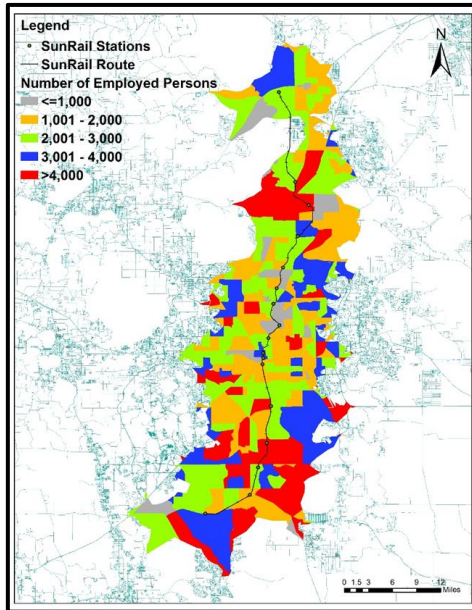 Legend
SunRail Stations
SunRail Route
Number of Employed Persons
<=1,000
1,001 - 2,000
2,001 - 3,000
3,001 - 4,000
>4,000
N
0 1.5 3 6 9 12
Miles